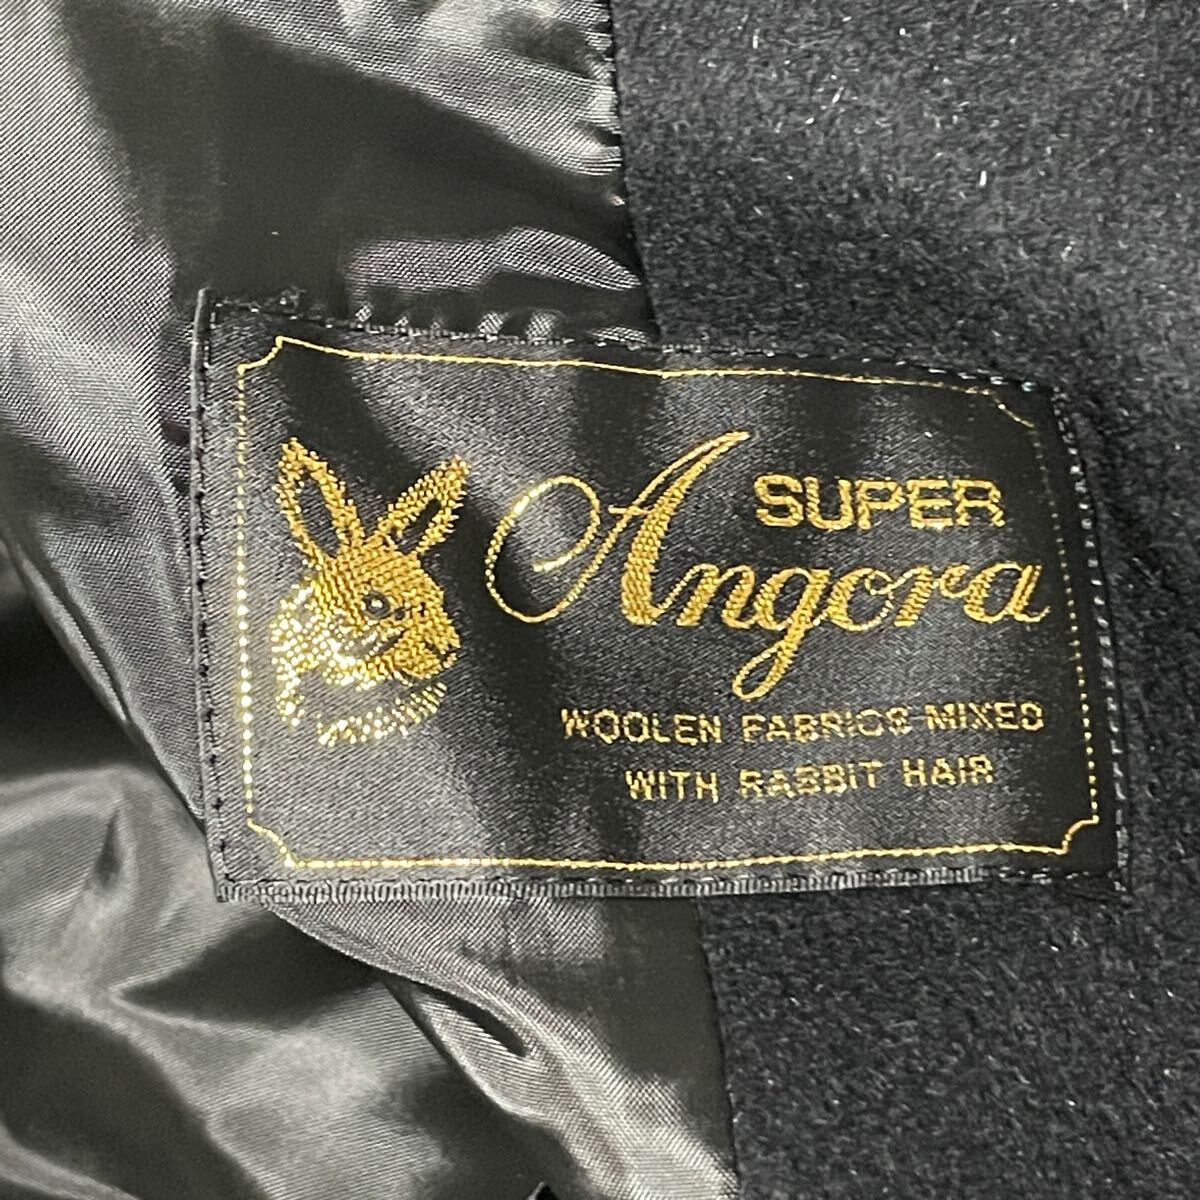 SUPER
Angora
WOOLEN FABRICS MIXED
WITH RABBIT HAIR